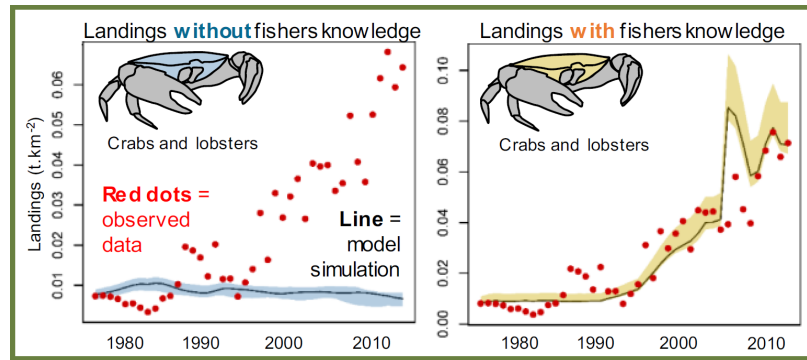 Landings without fishers knowledge
Landings (t.km-2)
0.06
0.05
0.04
0.03
0.02
0.01
Crabs and lobsters
Red dots =
observed
data
Line =
model
simulation
1980 1990 2000 2010
Landings with fishers knowledge
0.10
0.08
0.06
0.04
0.02
0.00
Crabs and lobsters
1980 1990 2000 2010